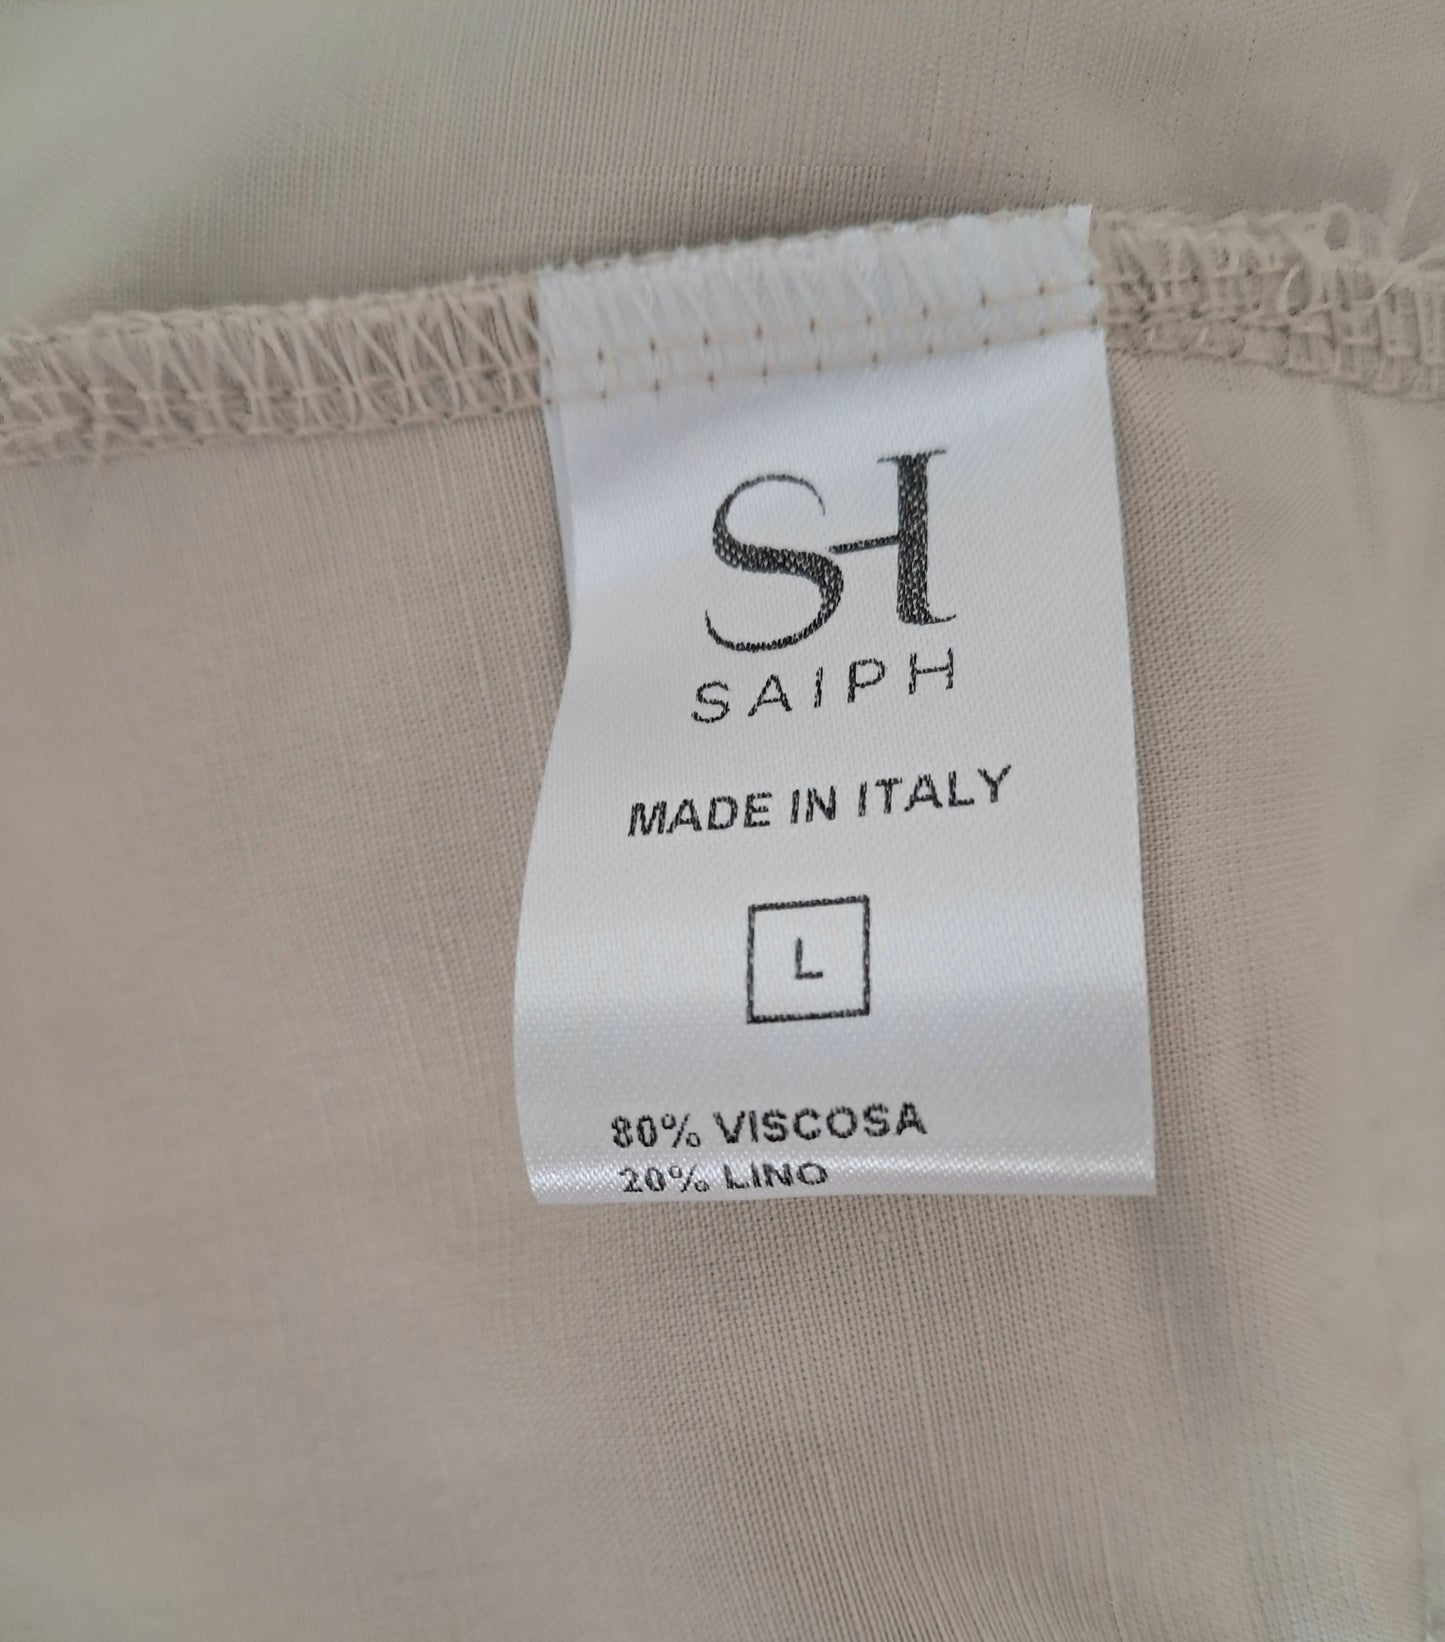 SH
SAIPH
MADE IN ITALY
L
80% VISCOSA
20% LINO